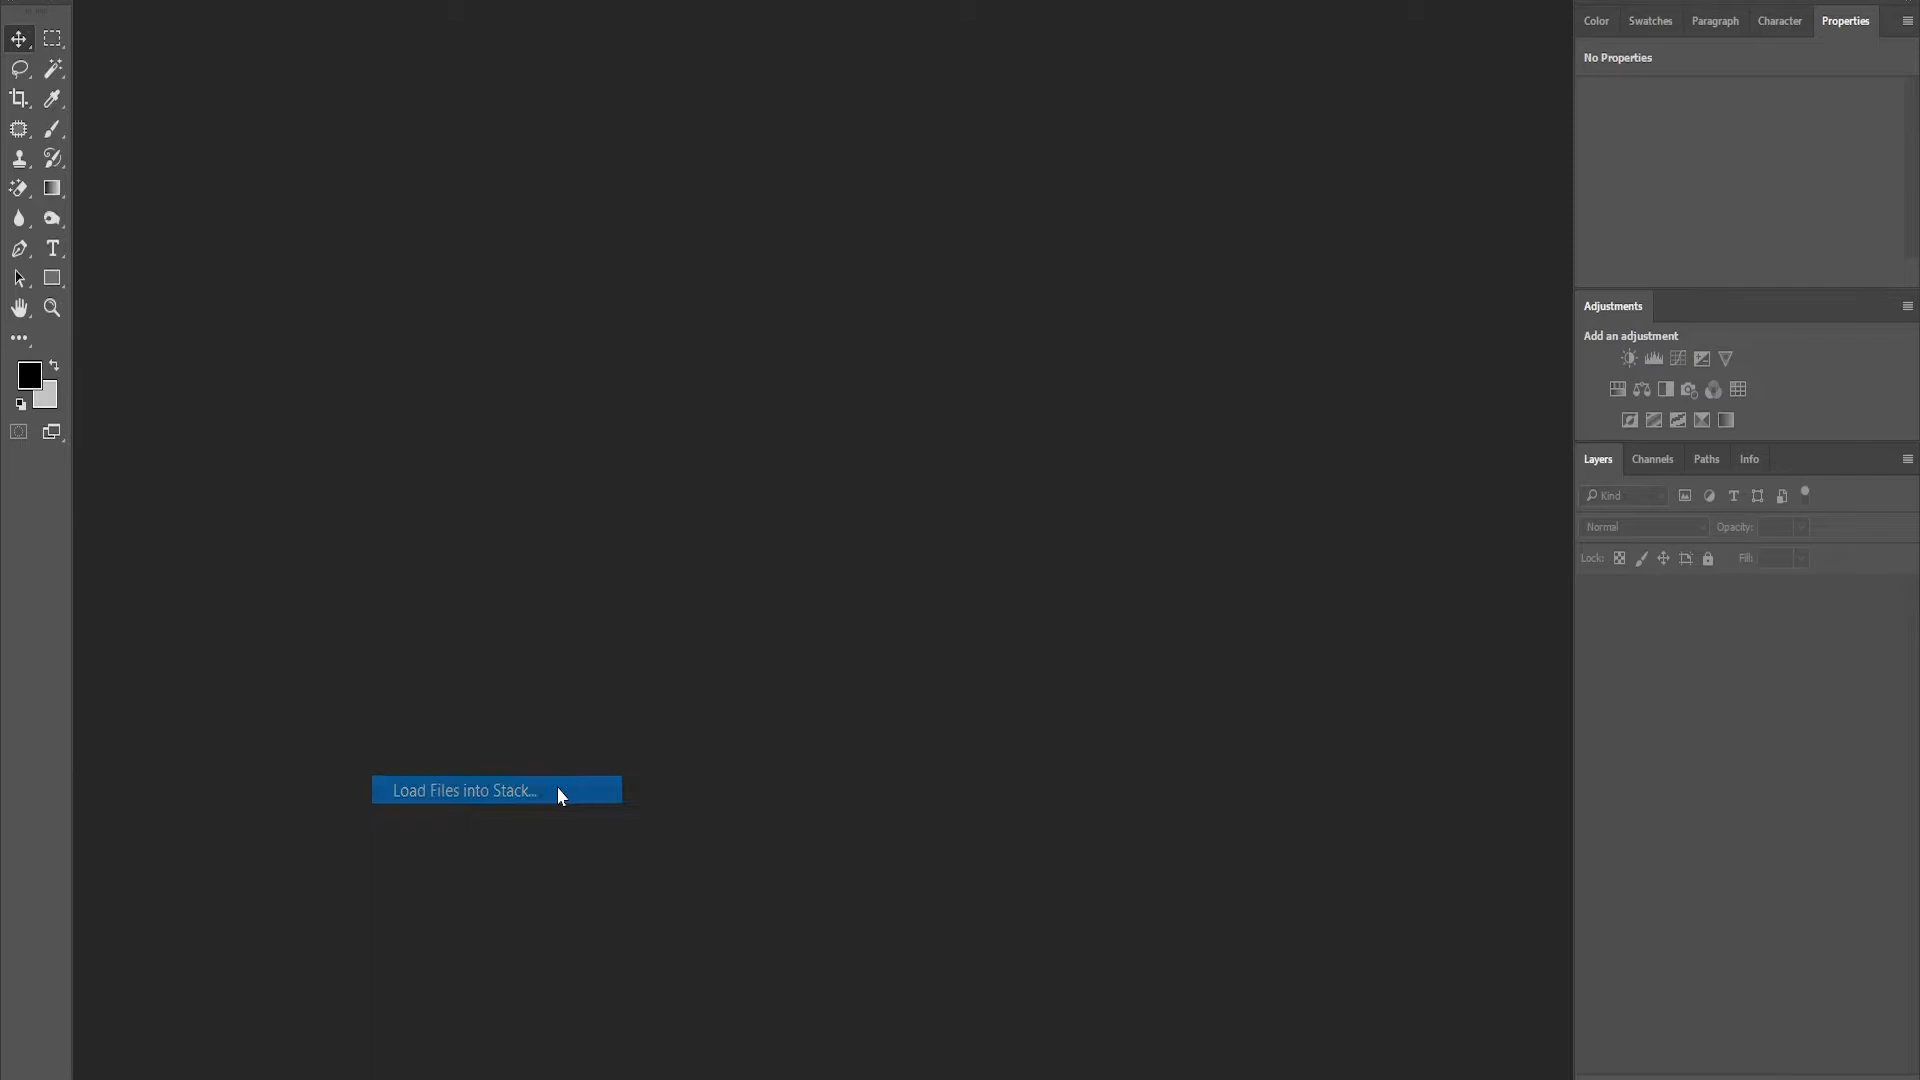 Color Swatches Paragraph Character Properties
No Properties
Adjustments
Add an adjustment
Layers Channels Paths Info
Kind
Normal Opacity:
Lock: Fill:
Load Files into Stack...